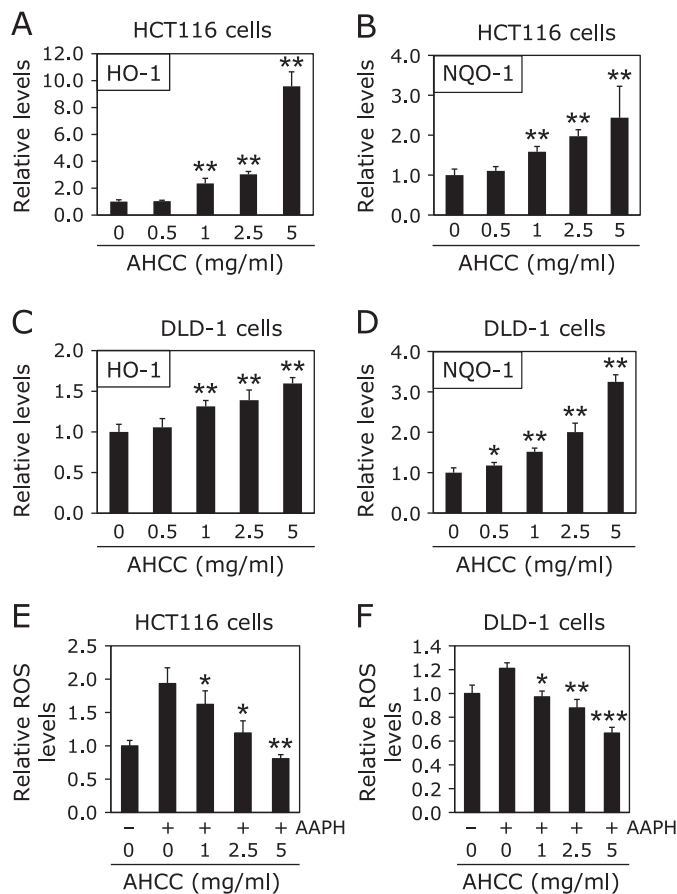 A
HCT116 cells
HO-1
Relative levels
12.0
10.0
8.0
6.0
4.0
2.0
0.0
** ** **
0 0.5 1 2.5 5
AHCC (mg/ml)
B
HCT116 cells
NQO-1
Relative levels
4.0
3.0
2.0
1.0
0.0
** ** **
0 0.5 1 2.5 5
AHCC (mg/ml)
C
DLD-1 cells
HO-1
Relative levels
2.0
1.5
1.0
0.5
0.0
** ** **
0 0.5 1 2.5 5
AHCC (mg/ml)
D
DLD-1 cells
NQO-1
Relative levels
4.0
3.0
2.0
1.0
0.0
* ** ** **
0 0.5 1 2.5 5
AHCC (mg/ml)
E
HCT116 cells
Relative ROS
levels
2.5
2.0
1.5
1.0
0.5
0.0
* * **
– + + + + AAPH
0 0 1 2.5 5
AHCC (mg/ml)
F
DLD-1 cells
Relative ROS
levels
1.4
1.2
1.0
0.8
0.6
0.4
0.2
0.0
* ** ***
– + + + + AAPH
0 0 1 2.5 5
AHCC (mg/ml)